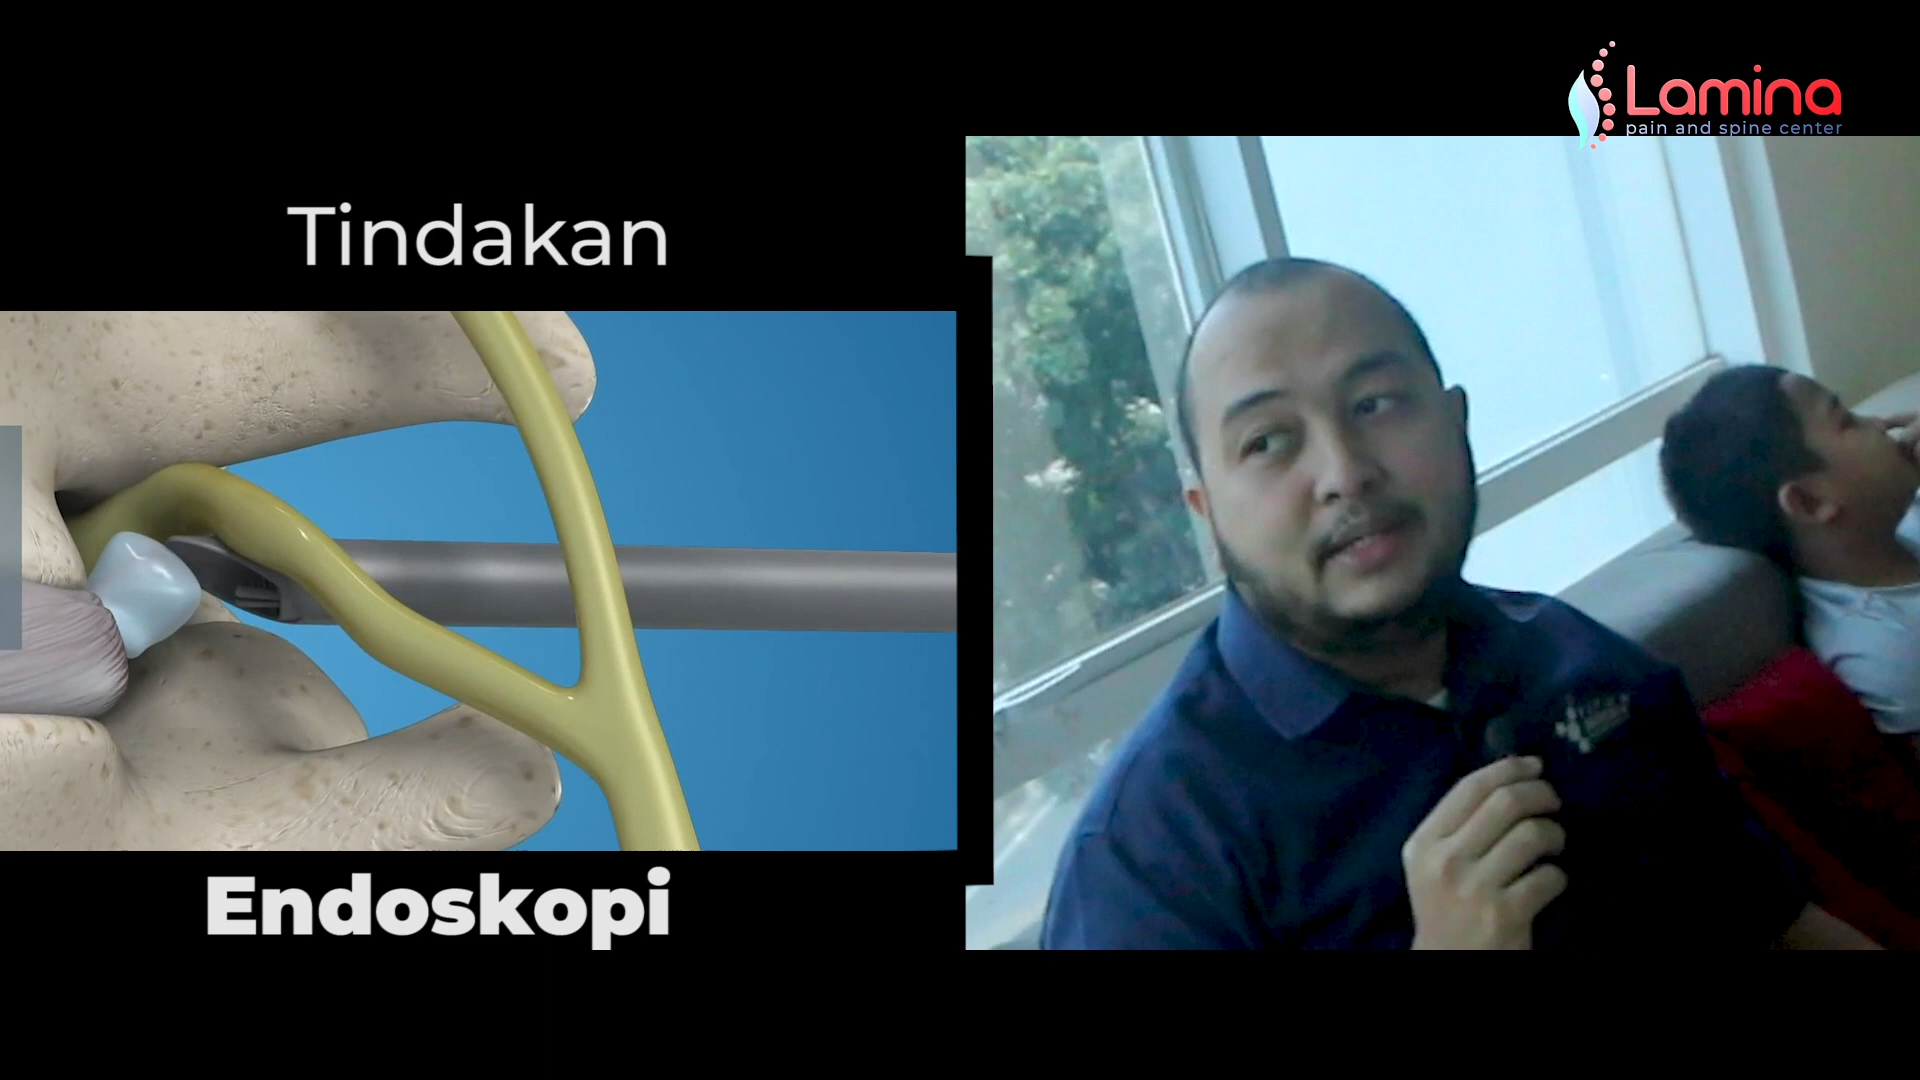 Lamina
pain and spine center
Tindakan
Endoskopi